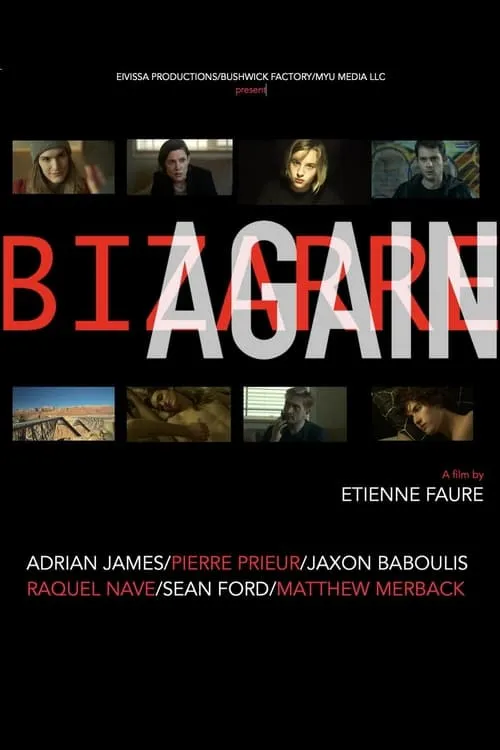 EIVISSA PRODUCTIONS/BUSHWICK FACTORY/MYU MEDIA LLC
present
BIZARRE
AGAIN
A film by
ETIENNE FAURE
ADRIAN JAMES/PIERRE PRIEUR/JAXON BABOULIS
RAQUEL NAVE/SEAN FORD/MATTHEW MERBACK